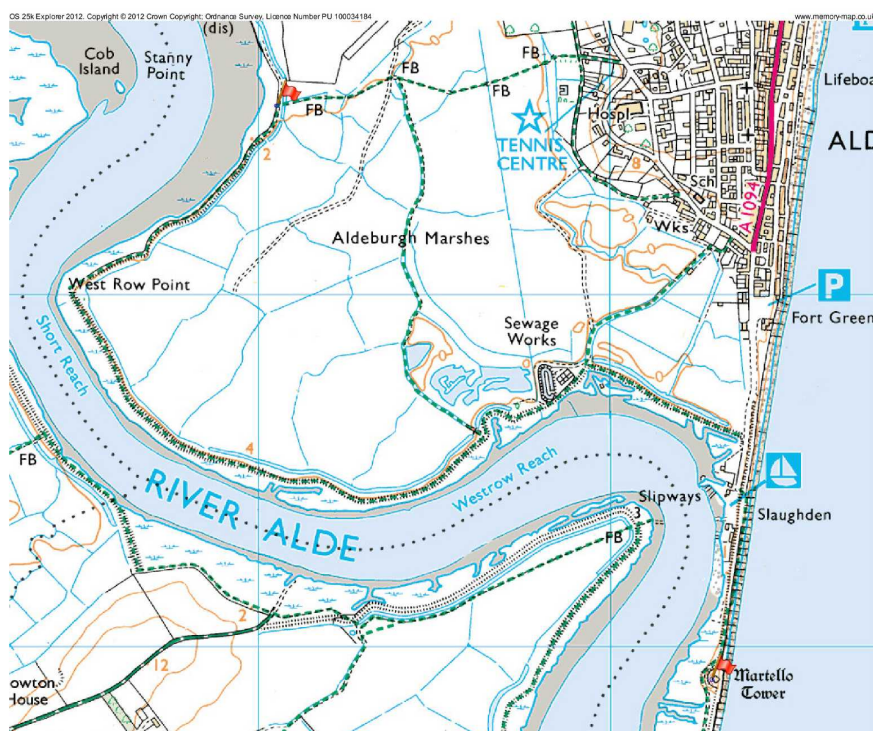 OS 25k Explorer 2012. Copyright © 2012 Crown Copyright; Ordnance Survey, Licence Number PU 100034184
www.memory-map.co.uk
(dis)
Cob
Island
Stanny
Point
FB
FB
FB
FB
Hospl
TENNIS
CENTRE
2
8
Sch
Wks
A 1094
Lifeboa
ALD
Aldeburgh Marshes
West Row Point
P
Fort Green
Short Reach
Sewage
Works
4
FB
RIVER ALDE
Westrow Reach
Slipways
Slaughden
3
FB
2
12
owton
House
Martello
Tower